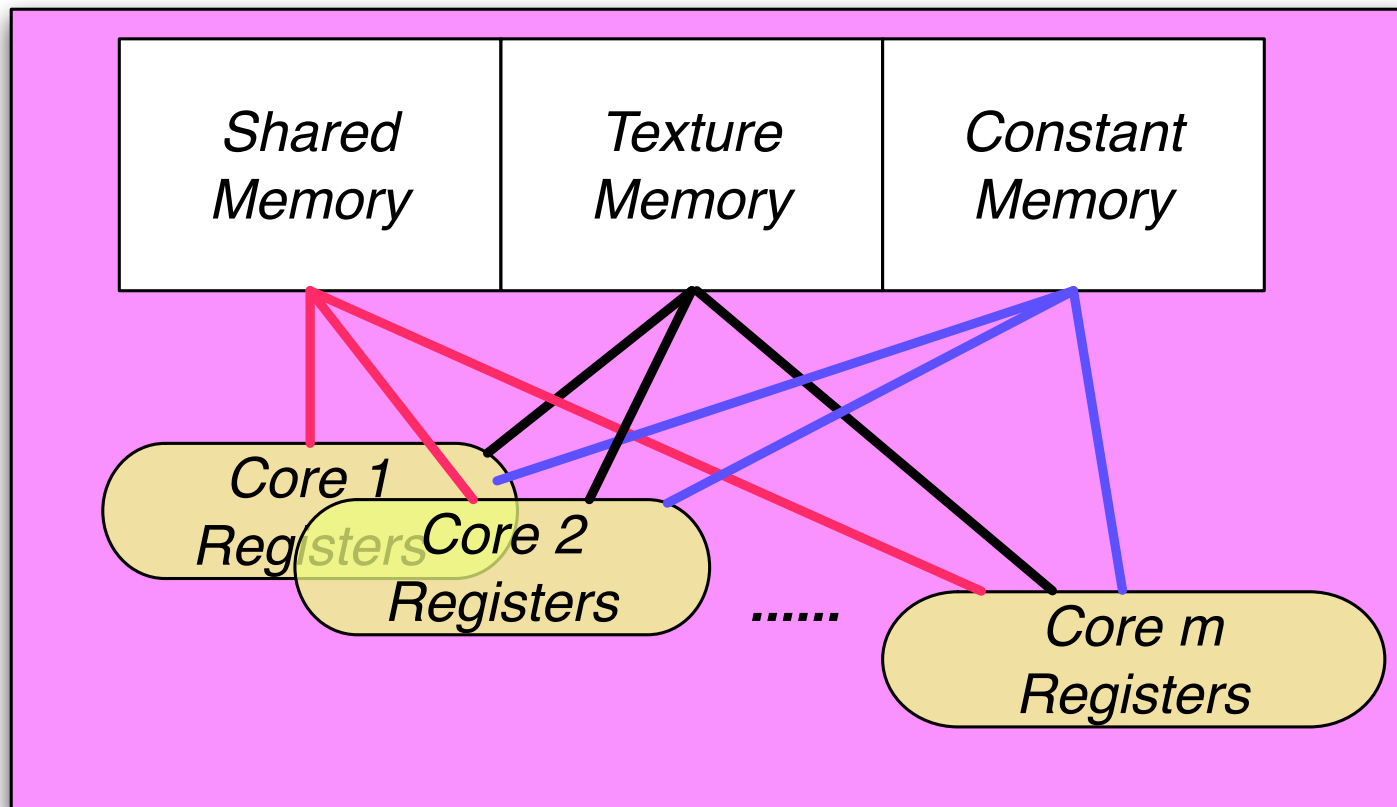 Shared
Memory
Texture
Memory
Constant
Memory
Core 1
Registers
Core 2
Registers
......
Core m
Registers